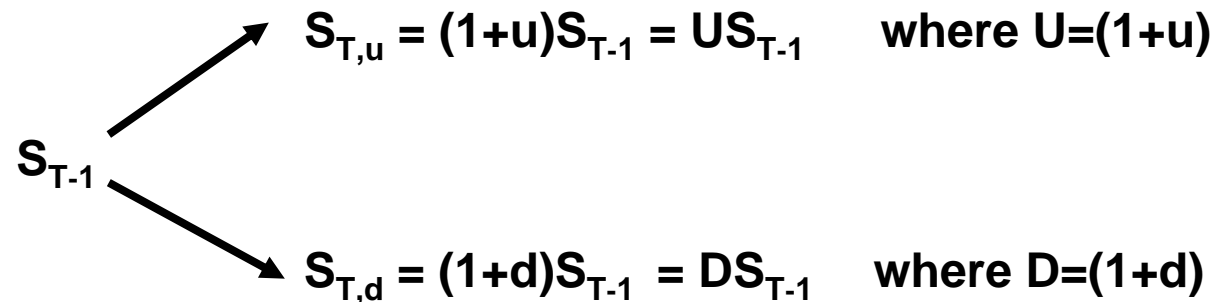 S_{T,u} = (1+u)S_{T-1} = US_{T-1} where U=(1+u)
S_{T-1}
S_{T,d} = (1+d)S_{T-1} = DS_{T-1} where D=(1+d)